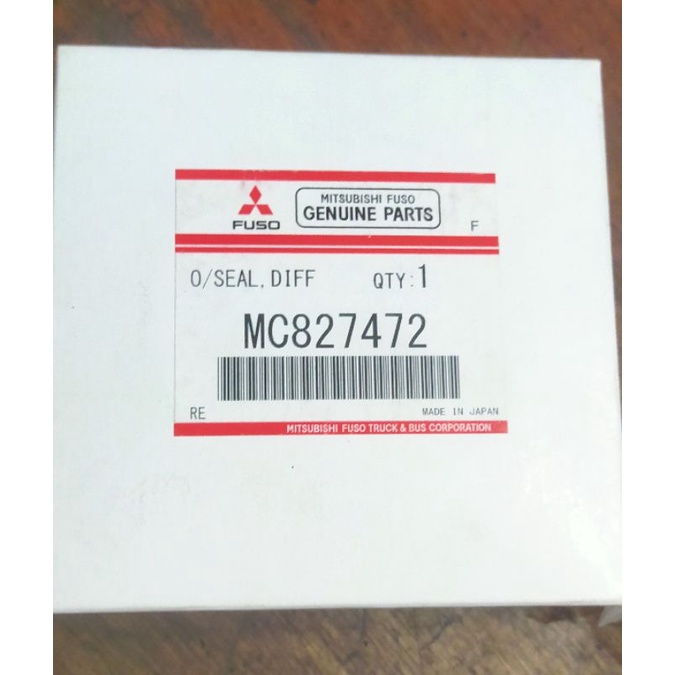 FUSO
MITSUBISHI FUSO
GENUINE PARTS
F
O/SEAL, DIFF QTY:1
MC827472
RE MADE IN JAPAN
MITSUBISHI FUSO TRUCK & BUS CORPORATION